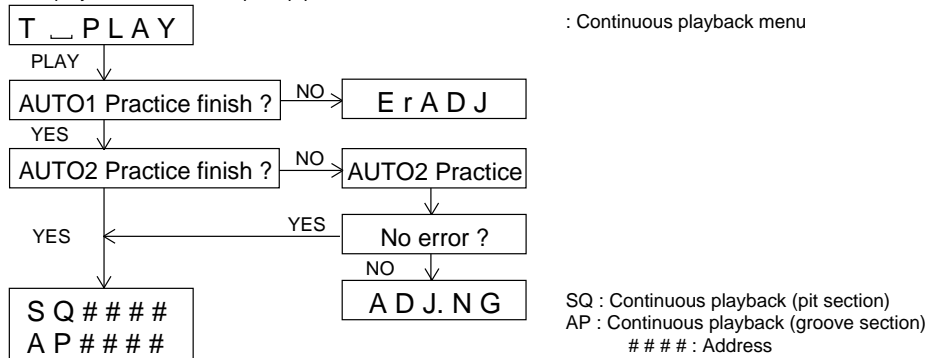 T ⎵ P L A Y
: Continuous playback menu
PLAY
AUTO1 Practice finish ?
NO
E r A D J
YES
AUTO2 Practice finish ?
NO
AUTO2 Practice
YES
YES
No error ?
NO
S Q # # # #
A P # # # #
A D J. N G
SQ : Continuous playback (pit section)
AP : Continuous playback (groove section)
# # # # : Address